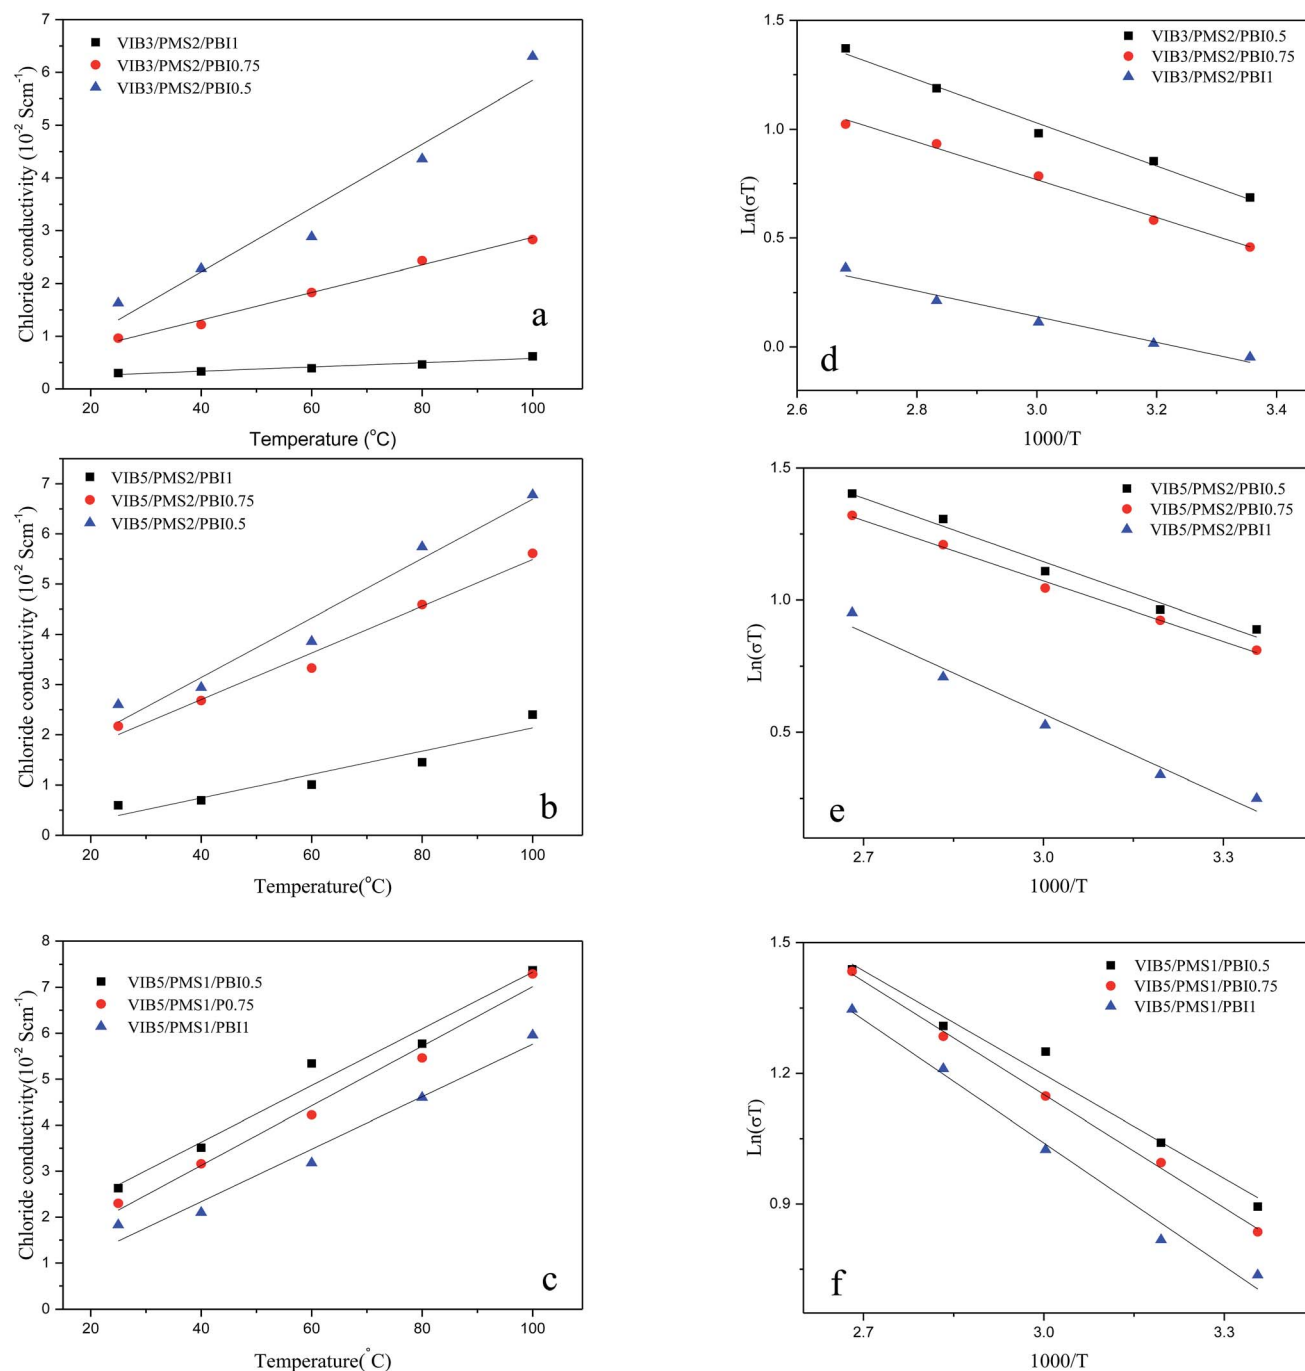 7
6
5
4
3
2
1
0
Chloride conductivity (10⁻² Scm⁻¹)
VIB3/PMS2/PBI1
VIB3/PMS2/PBI0.75
VIB3/PMS2/PBI0.5
a
20 40 60 80 100
Temperature (°C)
1.5
1.0
0.5
0.0
Ln(σT)
VIB3/PMS2/PBI0.5
VIB3/PMS2/PBI0.75
VIB3/PMS2/PBI1
d
2.6 2.8 3.0 3.2 3.4
1000/T
7
6
5
4
3
2
1
0
Chloride conductivity (10⁻² Scm⁻¹)
VIB5/PMS2/PBI1
VIB5/PMS2/PBI0.75
VIB5/PMS2/PBI0.5
b
20 40 60 80 100
Temperature(°C)
1.5
1.0
0.5
Ln(σT)
VIB5/PMS2/PBI0.5
VIB5/PMS2/PBI0.75
VIB5/PMS2/PBI1
e
2.7 3.0 3.3
1000/T
8
7
6
5
4
3
2
1
0
Chloride conductivity(10⁻² Scm⁻¹)
VIB5/PMS1/PBI0.5
VIB5/PMS1/P0.75
VIB5/PMS1/PBI1
c
20 40 60 80 100
Temperature(°C)
1.5
1.2
0.9
Ln(σT)
VIB5/PMS1/PBI0.5
VIB5/PMS1/PBI0.75
VIB5/PMS1/PBI1
f
2.7 3.0 3.3
1000/T